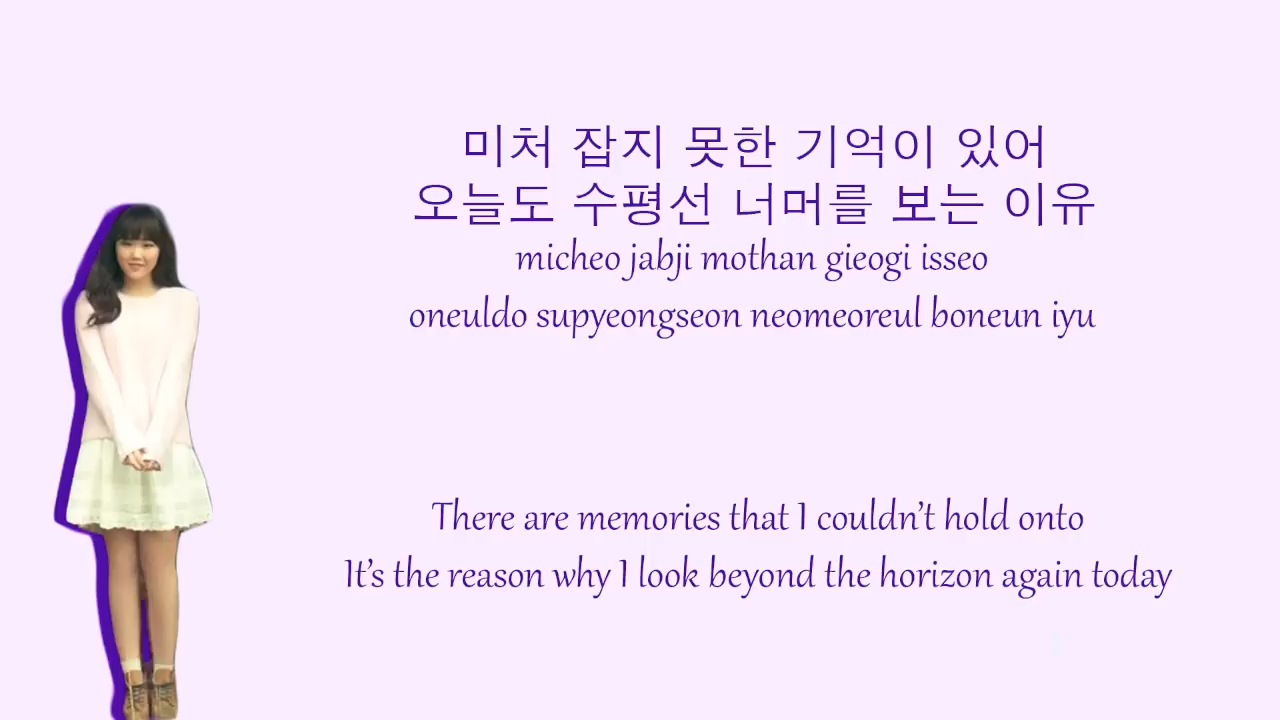 미처 잡지 못한 기억이 있어
오늘도 수평선 너머를 보는 이유
micheo jabji mothan gieogi isseo
oneuldo supyeongseon neomeoreul boneun iyu
There are memories that I couldn't hold onto
It's the reason why I look beyond the horizon again today